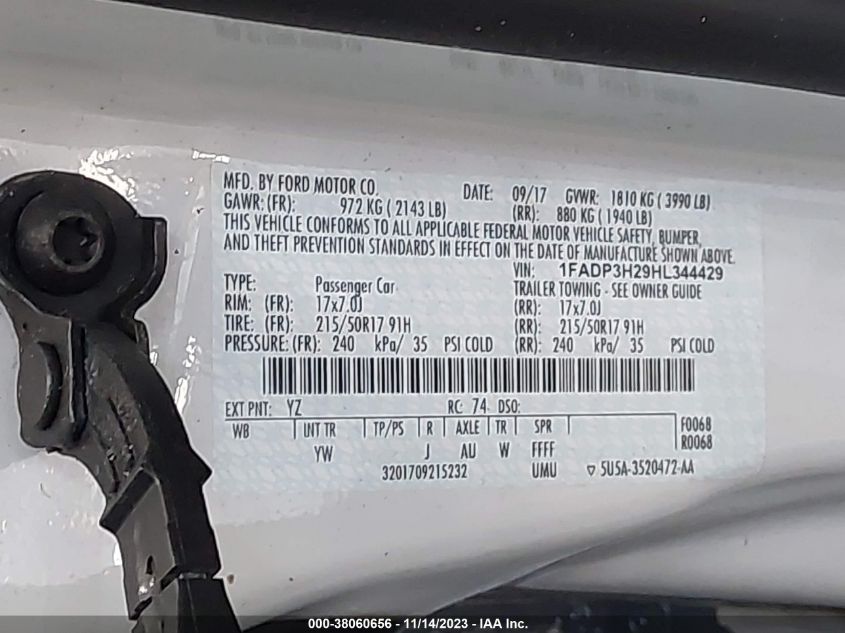 MFD. BY FORD MOTOR CO.
DATE: 09/17 GVWR: 1810 KG ( 3990 LB)
GAWR: (FR): 972 KG ( 2143 LB) (RR): 880 KG ( 1940 LB)
THIS VEHICLE CONFORMS TO ALL APPLICABLE FEDERAL MOTOR VEHICLE SAFETY, BUMPER,
AND THEFT PREVENTION STANDARDS IN EFFECT ON THE DATE OF MANUFACTURE SHOWN ABOVE.
VIN: 1FADP3H29HL344429
TYPE: Passenger Car TRAILER TOWING - SEE OWNER GUIDE
RIM: (FR): 17x7.0J (RR): 17x7.0J
TIRE: (FR): 215/50R17 91H (RR): 215/50R17 91H
PRESSURE: (FR): 240 kPa/ 35 PSI COLD (RR): 240 kPa/ 35 PSI COLD
EXT PNT: YZ RC: 74 DSO:
WB INT TR TP/PS R AXLE TR SPR F0068
YW J AU W FFFF R0068
3201709215232 UMU ▽ 5U5A-3520472-AA
000-38060656 - 11/14/2023 - IAA Inc.